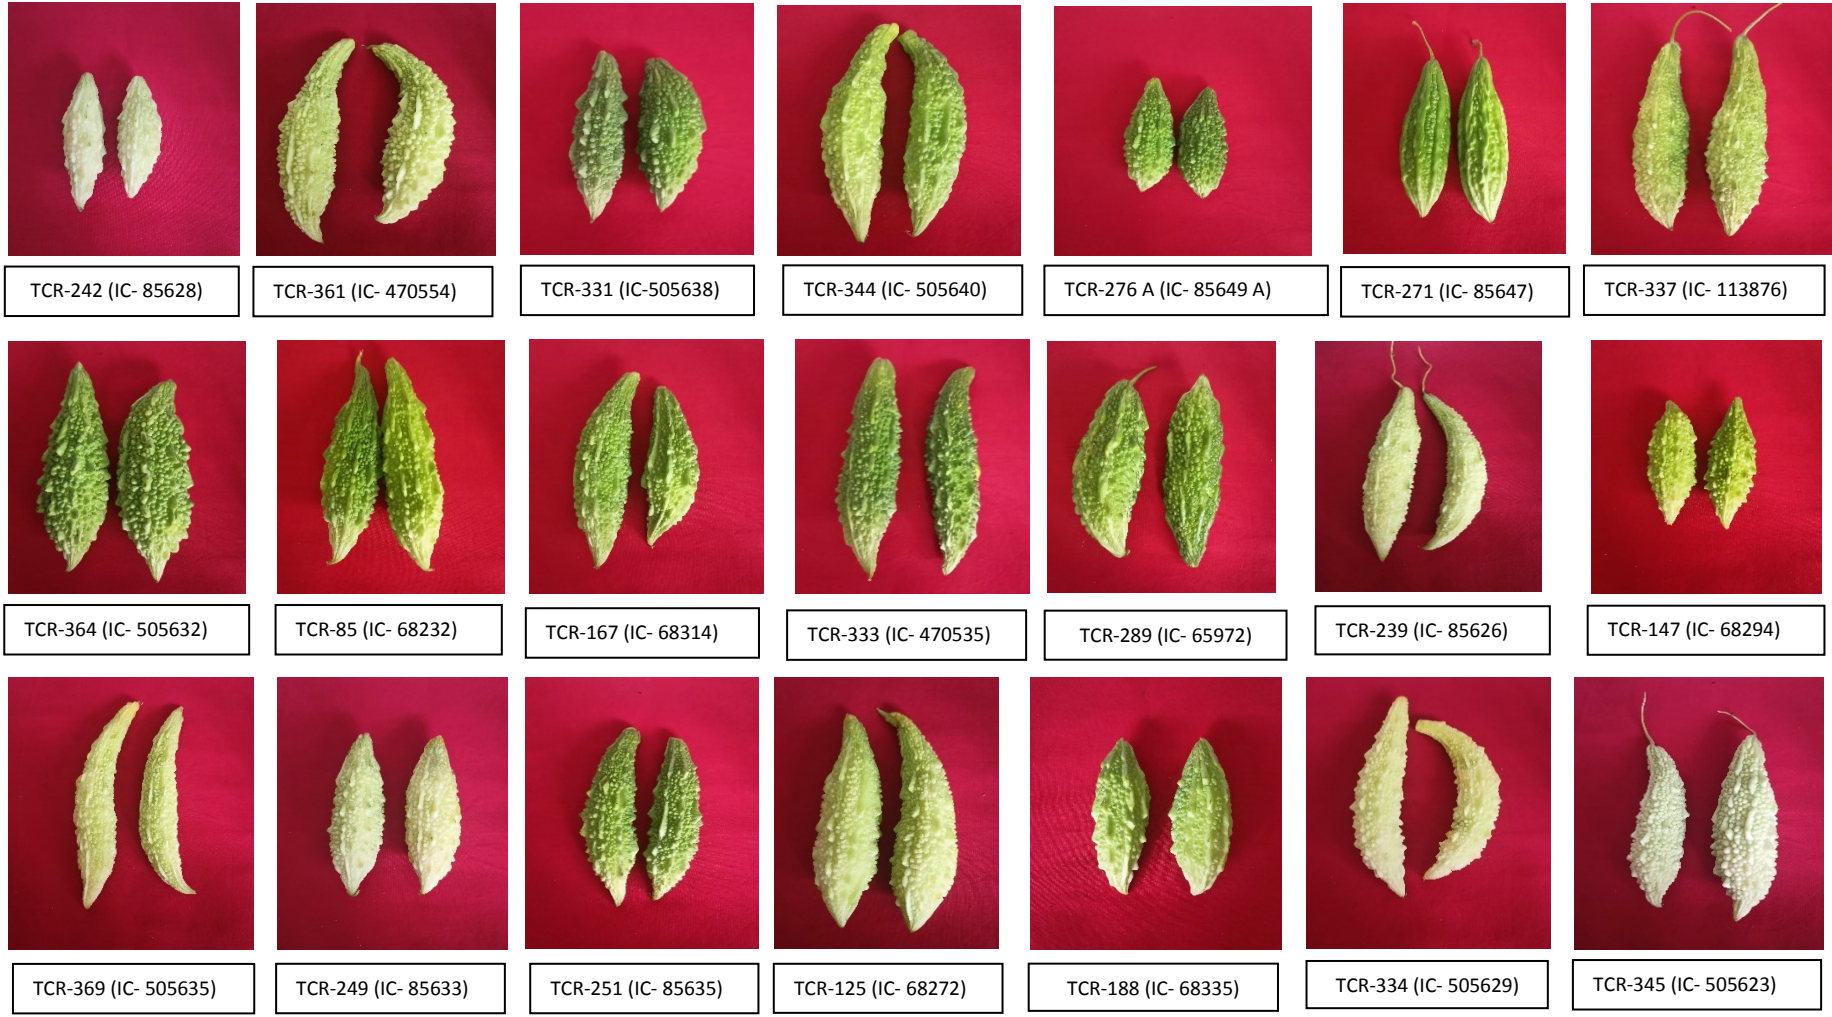 TCR-242 (IC- 85628)
TCR-361 (IC- 470554)
TCR-331 (IC-505638)
TCR-344 (IC- 505640)
TCR-276 A (IC- 85649 A)
TCR-271 (IC- 85647)
TCR-337 (IC- 113876)
TCR-364 (IC- 505632)
TCR-85 (IC- 68232)
TCR-167 (IC- 68314)
TCR-333 (IC- 470535)
TCR-289 (IC- 65972)
TCR-239 (IC- 85626)
TCR-147 (IC- 68294)
TCR-369 (IC- 505635)
TCR-249 (IC- 85633)
TCR-251 (IC- 85635)
TCR-125 (IC- 68272)
TCR-188 (IC- 68335)
TCR-334 (IC- 505629)
TCR-345 (IC- 505623)